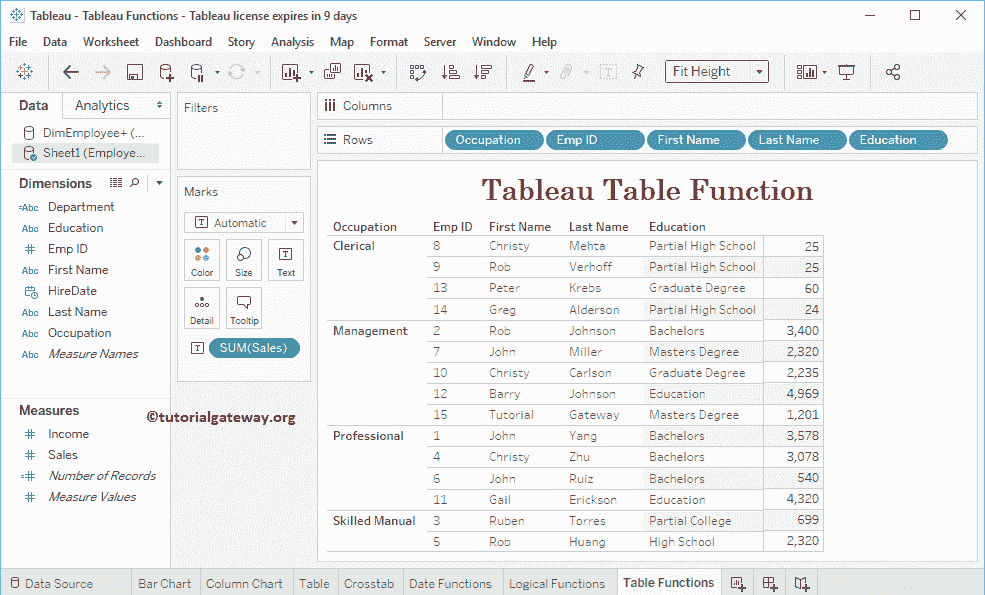 Tableau - Tableau Functions - Tableau license expires in 9 days
File Data Worksheet Dashboard Story Analysis Map Format Server Window Help
Fit Height
Data Analytics
DimEmployee+ (...
Sheet1 (Employe...
Dimensions
Abc Department
Abc Education
# Emp ID
Abc First Name
HireDate
Abc Last Name
Abc Occupation
Abc Measure Names
Measures
# Income
# Sales
# Number of Records
# Measure Values
Filters
Marks
T Automatic
Color Size Text
Detail Tooltip
T SUM(Sales)
©tutorialgateway.org
Columns
Rows Occupation Emp ID First Name Last Name Education
Tableau Table Function
Occupation Emp ID First Name Last Name Education
Clerical 8 Christy Mehta Partial High School 25
9 Rob Verhoff Partial High School 25
13 Peter Krebs Graduate Degree 60
14 Greg Alderson Partial High School 24
Management 2 Rob Johnson Bachelors 3,400
7 John Miller Masters Degree 2,320
10 Christy Carlson Graduate Degree 2,235
12 Barry Johnson Education 4,969
15 Tutorial Gateway Masters Degree 1,201
Professional 1 John Yang Bachelors 3,578
4 Christy Zhu Bachelors 3,078
6 John Ruiz Bachelors 540
11 Gail Erickson Education 4,320
Skilled Manual 3 Ruben Torres Partial College 699
5 Rob Huang High School 2,320
Data Source Bar Chart Column Chart Table Crosstab Date Functions Logical Functions Table Functions